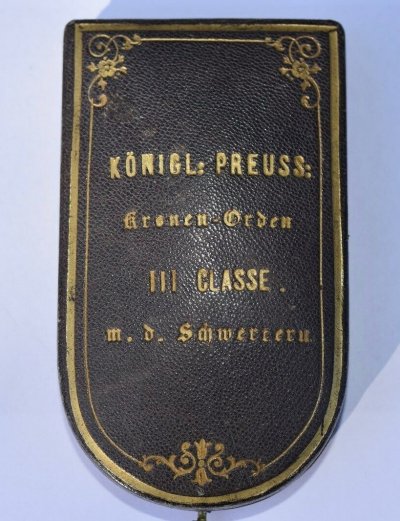 KÖNIGL: PREUSS:
Kronen-Orden
III CLASSE.
m. d. Schwertern